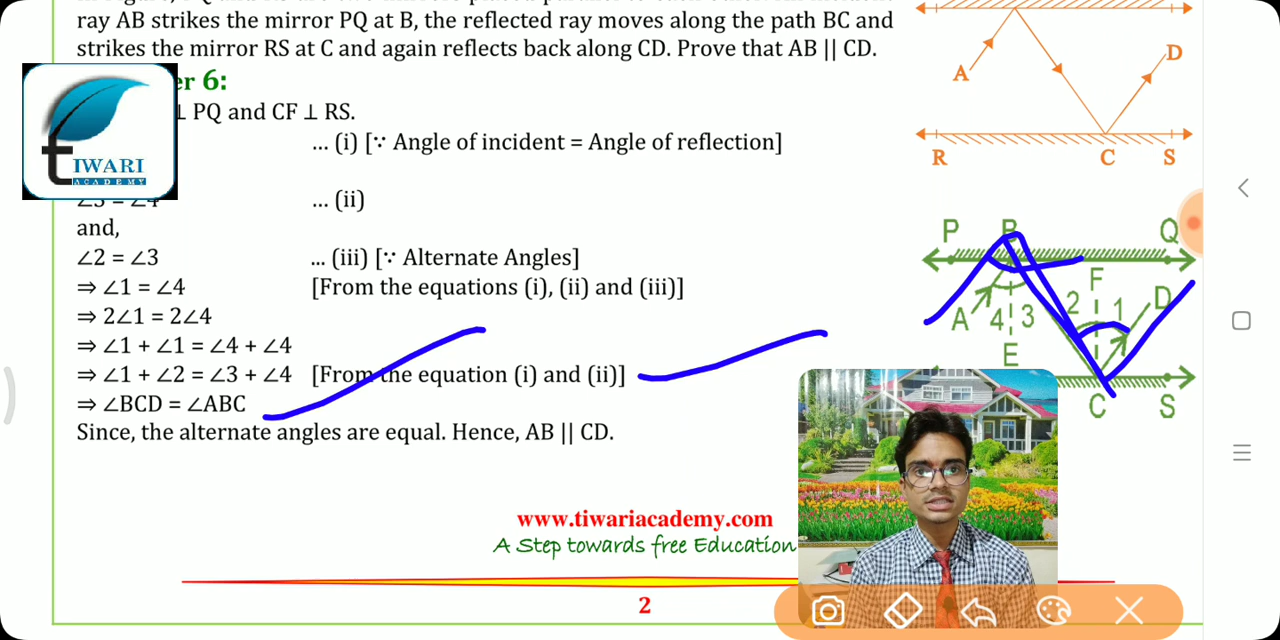 ray AB strikes the mirror PQ at B, the reflected ray moves along the path BC and
strikes the mirror RS at C and again reflects back along CD. Prove that AB || CD.
er 6:
⊥ PQ and CF ⊥ RS.
... (i) [∵ Angle of incident = Angle of reflection]
∠3 = ∠4 ... (ii)
and,
∠2 = ∠3 ... (iii) [∵ Alternate Angles]
⇒ ∠1 = ∠4 [From the equations (i), (ii) and (iii)]
⇒ 2∠1 = 2∠4
⇒ ∠1 + ∠1 = ∠4 + ∠4
⇒ ∠1 + ∠2 = ∠3 + ∠4 [From the equation (i) and (ii)]
⇒ ∠BCD = ∠ABC
Since, the alternate angles are equal. Hence, AB || CD.
www.tiwariacademy.com
A Step towards free Education
2
TIWARI
ACADEMY
A D
R C S
P B Q
F
A 4 3 2 1 D
E
C S